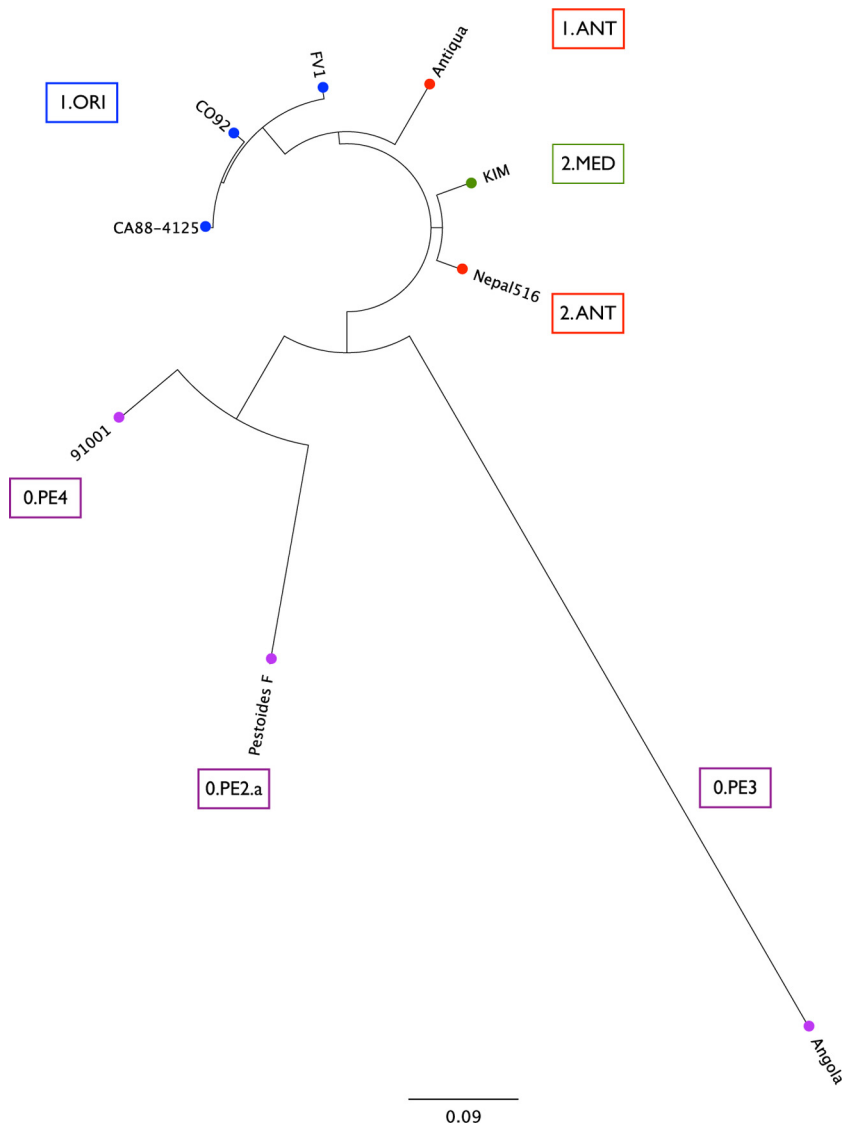 1.ANT
Antiqua
FV1
1.ORI
CO92
2.MED
KIM
CA88-4125
Nepal516
2.ANT
91001
0.PE4
Pestoides F
0.PE2.a
0.PE3
Angola
0.09